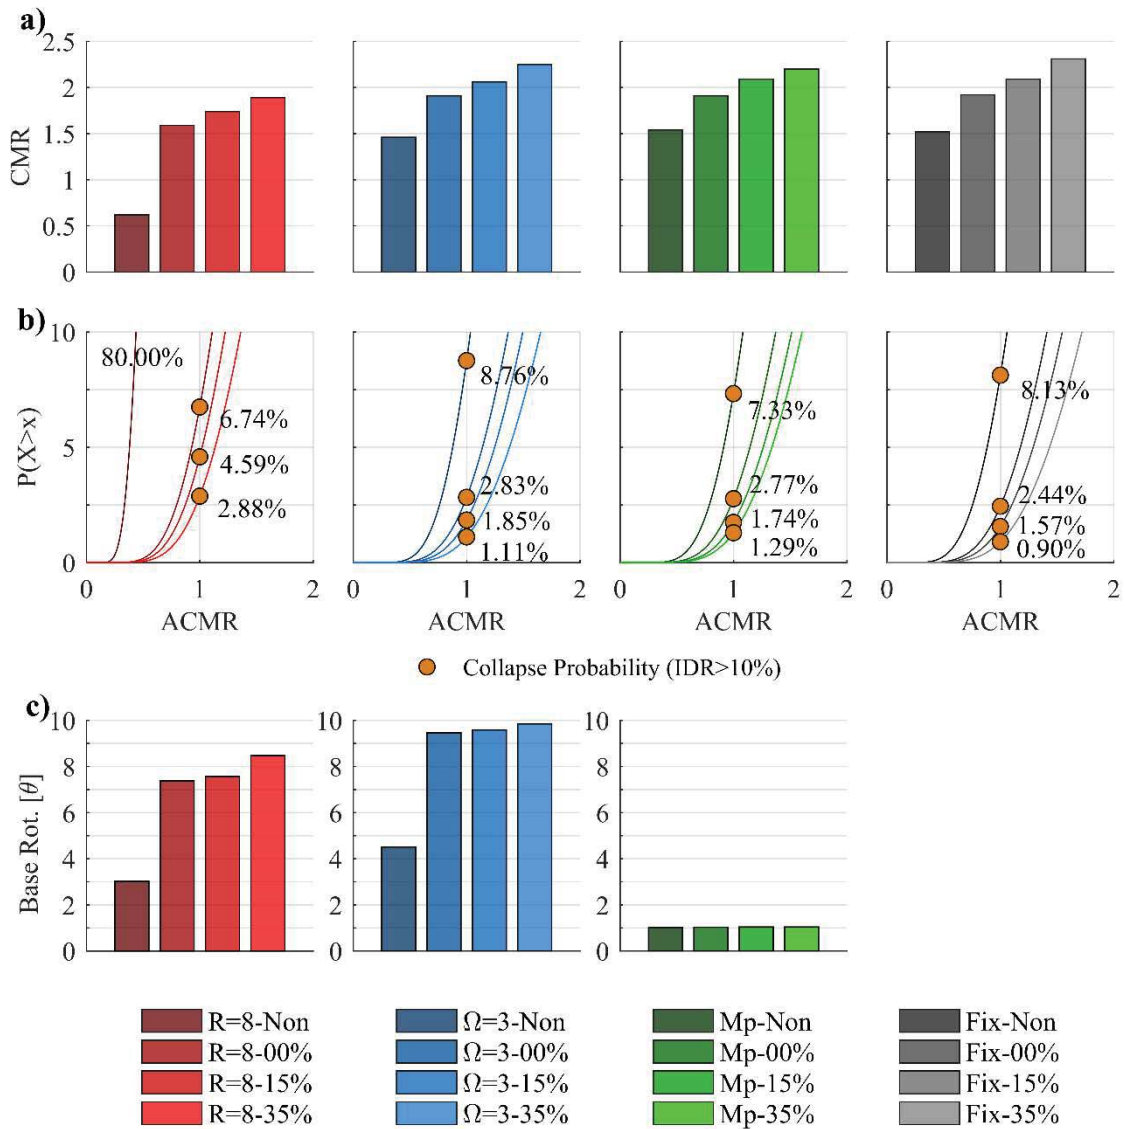 a)
CMR
2.5
2
1.5
1
0.5
0
b)
P(X>x)
10
5
0
80.00%
6.74%
4.59%
2.88%
8.76%
2.83%
1.85%
1.11%
7.33%
2.77%
1.74%
1.29%
8.13%
2.44%
1.57%
0.90%
0 1 2 0 1 2 0 1 2 0 1 2
ACMR ACMR ACMR ACMR
Collapse Probability (IDR>10%)
c)
Base Rot. [θ]
10 10 10
8 8 8
6 6 6
4 4 4
2 2 2
0 0 0
R=8-Non Ω=3-Non Mp-Non Fix-Non
R=8-00% Ω=3-00% Mp-00% Fix-00%
R=8-15% Ω=3-15% Mp-15% Fix-15%
R=8-35% Ω=3-35% Mp-35% Fix-35%